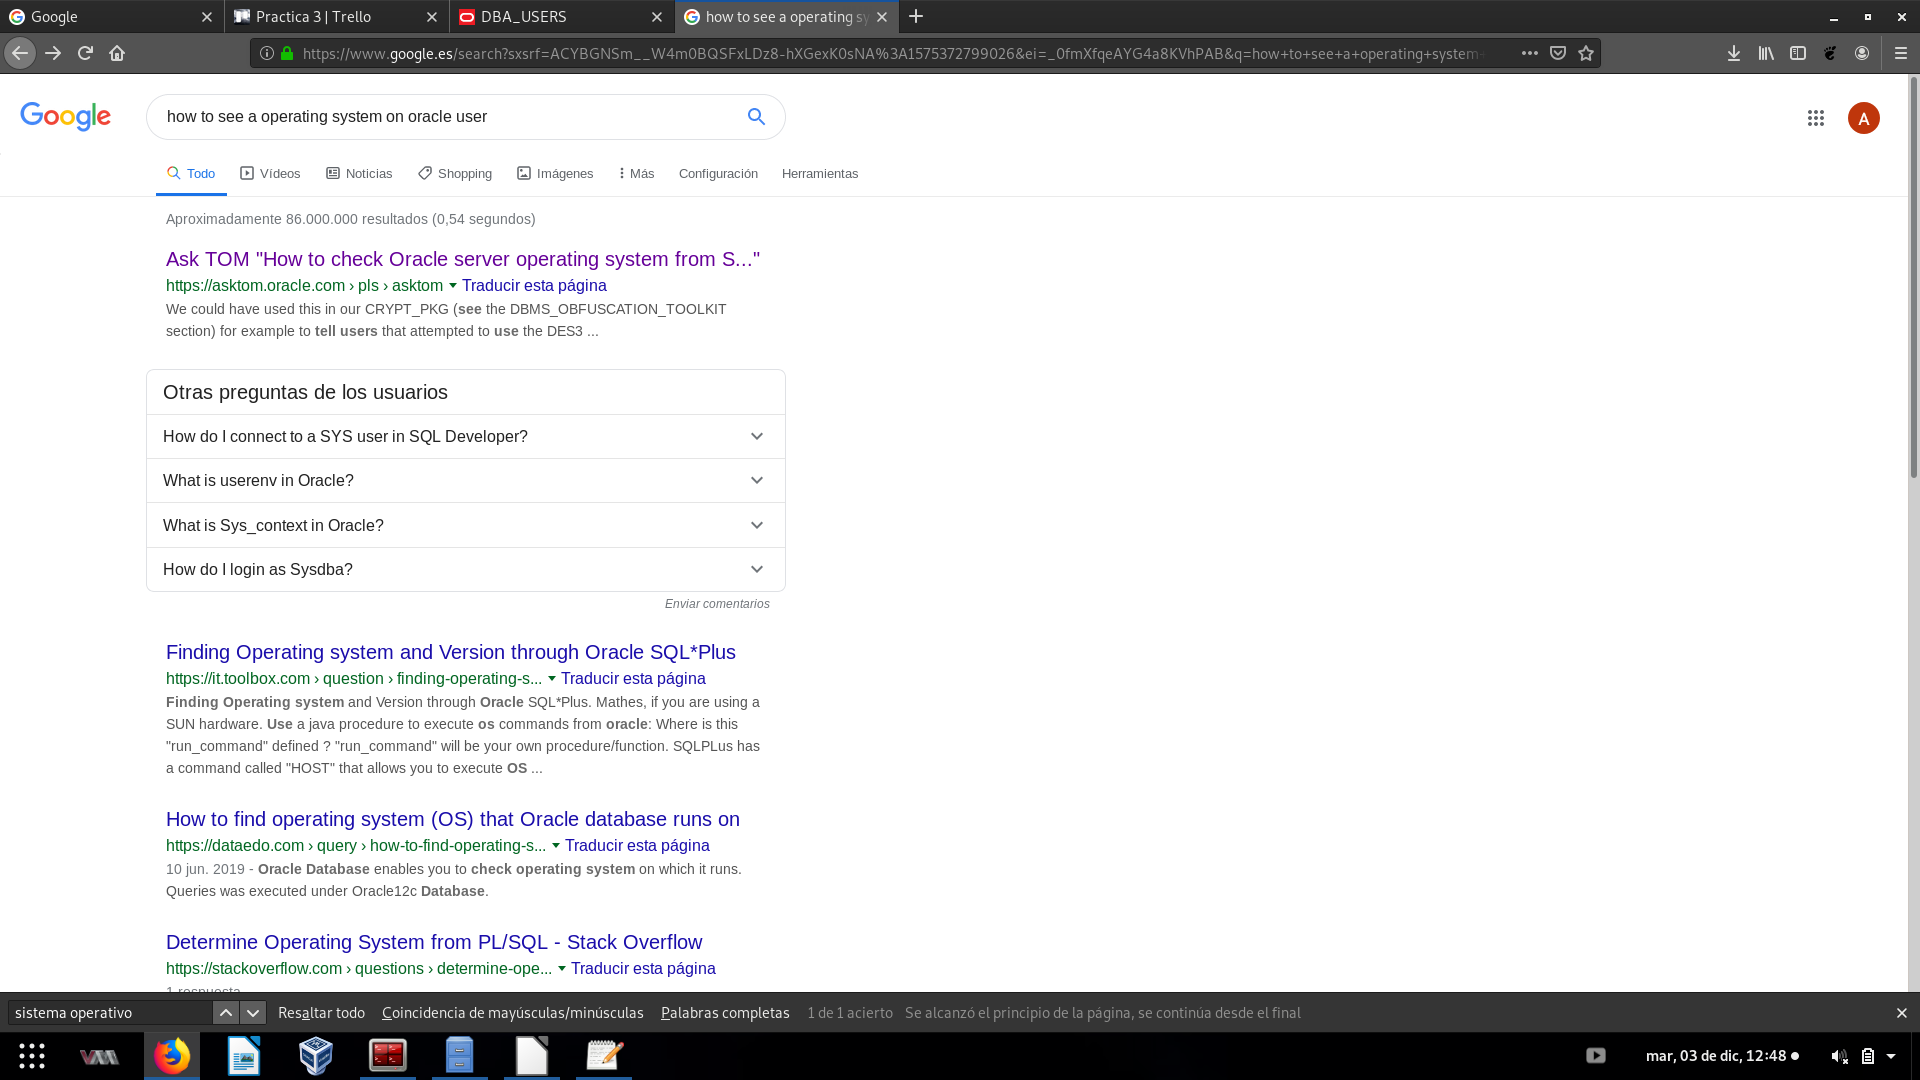 Google
Practica 3 | Trello
DBA_USERS
how to see a operating sy
https://www.google.es/search?sxsrf=ACYBGNSm__W4m0BQSFxLDz8-hXGexK0sNA%3A1575372799026&ei=_0fmXfqeAYG4a8KVhPAB&q=how+to+see+a+operating+system
Google
how to see a operating system on oracle user
A
Todo
Vídeos
Noticias
Shopping
Imágenes
Más
Configuración
Herramientas
Aproximadamente 86.000.000 resultados (0,54 segundos)
Ask TOM "How to check Oracle server operating system from S..."
https://asktom.oracle.com › pls › asktom Traducir esta página
We could have used this in our CRYPT_PKG (see the DBMS_OBFUSCATION_TOOLKIT
section) for example to tell users that attempted to use the DES3 ...
Otras preguntas de los usuarios
How do I connect to a SYS user in SQL Developer?
What is userenv in Oracle?
What is Sys_context in Oracle?
How do I login as Sysdba?
Enviar comentarios
Finding Operating system and Version through Oracle SQL*Plus
https://it.toolbox.com › question › finding-operating-s... Traducir esta página
Finding Operating system and Version through Oracle SQL*Plus. Mathes, if you are using a
SUN hardware. Use a java procedure to execute os commands from oracle: Where is this
"run_command" defined ? "run_command" will be your own procedure/function. SQLPLus has
a command called "HOST" that allows you to execute OS ...
How to find operating system (OS) that Oracle database runs on
https://dataedo.com › query › how-to-find-operating-s... Traducir esta página
10 jun. 2019 - Oracle Database enables you to check operating system on which it runs.
Queries was executed under Oracle12c Database.
Determine Operating System from PL/SQL - Stack Overflow
https://stackoverflow.com › questions › determine-ope... Traducir esta página
1 respuesta
sistema operativo
Resaltar todo
Coincidencia de mayúsculas/minúsculas
Palabras completas
1 de 1 acierto
Se alcanzó el principio de la página, se continúa desde el final
mar, 03 de dic, 12:48